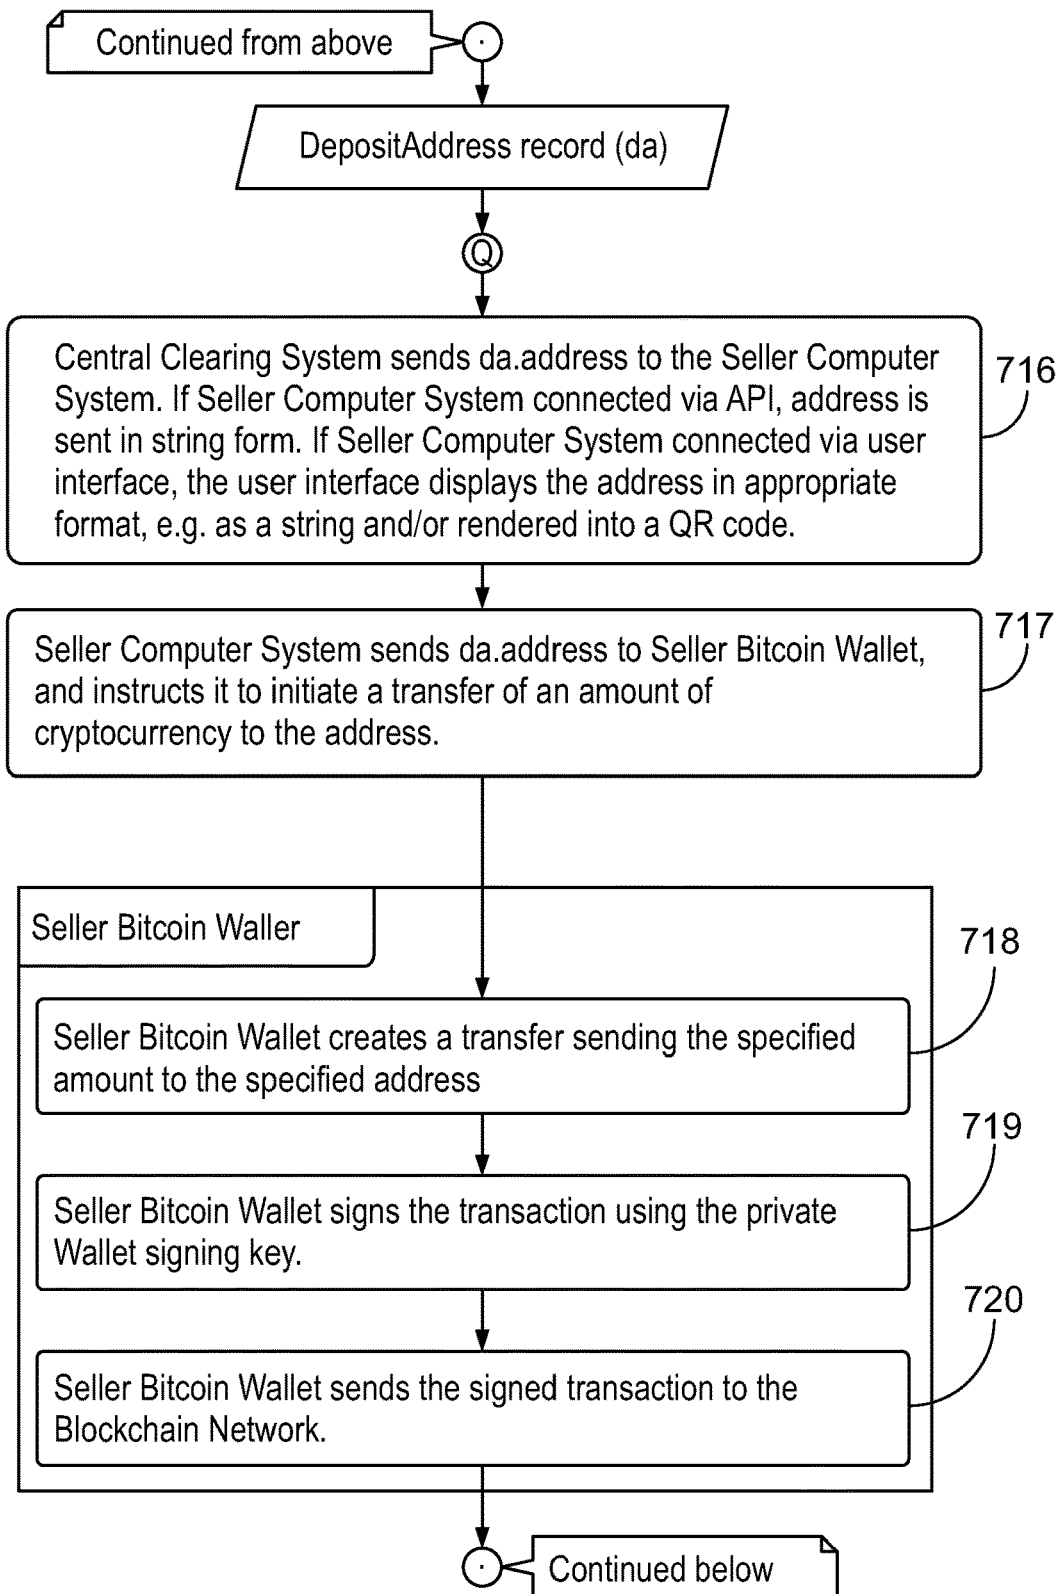 Continued from above
DepositAddress record (da)
Q
Central Clearing System sends da.address to the Seller Computer
System. If Seller Computer System connected via API, address is
sent in string form. If Seller Computer System connected via user
interface, the user interface displays the address in appropriate
format, e.g. as a string and/or rendered into a QR code.
716
Seller Computer System sends da.address to Seller Bitcoin Wallet,
and instructs it to initiate a transfer of an amount of
cryptocurrency to the address.
717
Seller Bitcoin Waller
Seller Bitcoin Wallet creates a transfer sending the specified
amount to the specified address
718
Seller Bitcoin Wallet signs the transaction using the private
Wallet signing key.
719
Seller Bitcoin Wallet sends the signed transaction to the
Blockchain Network.
720
Continued below